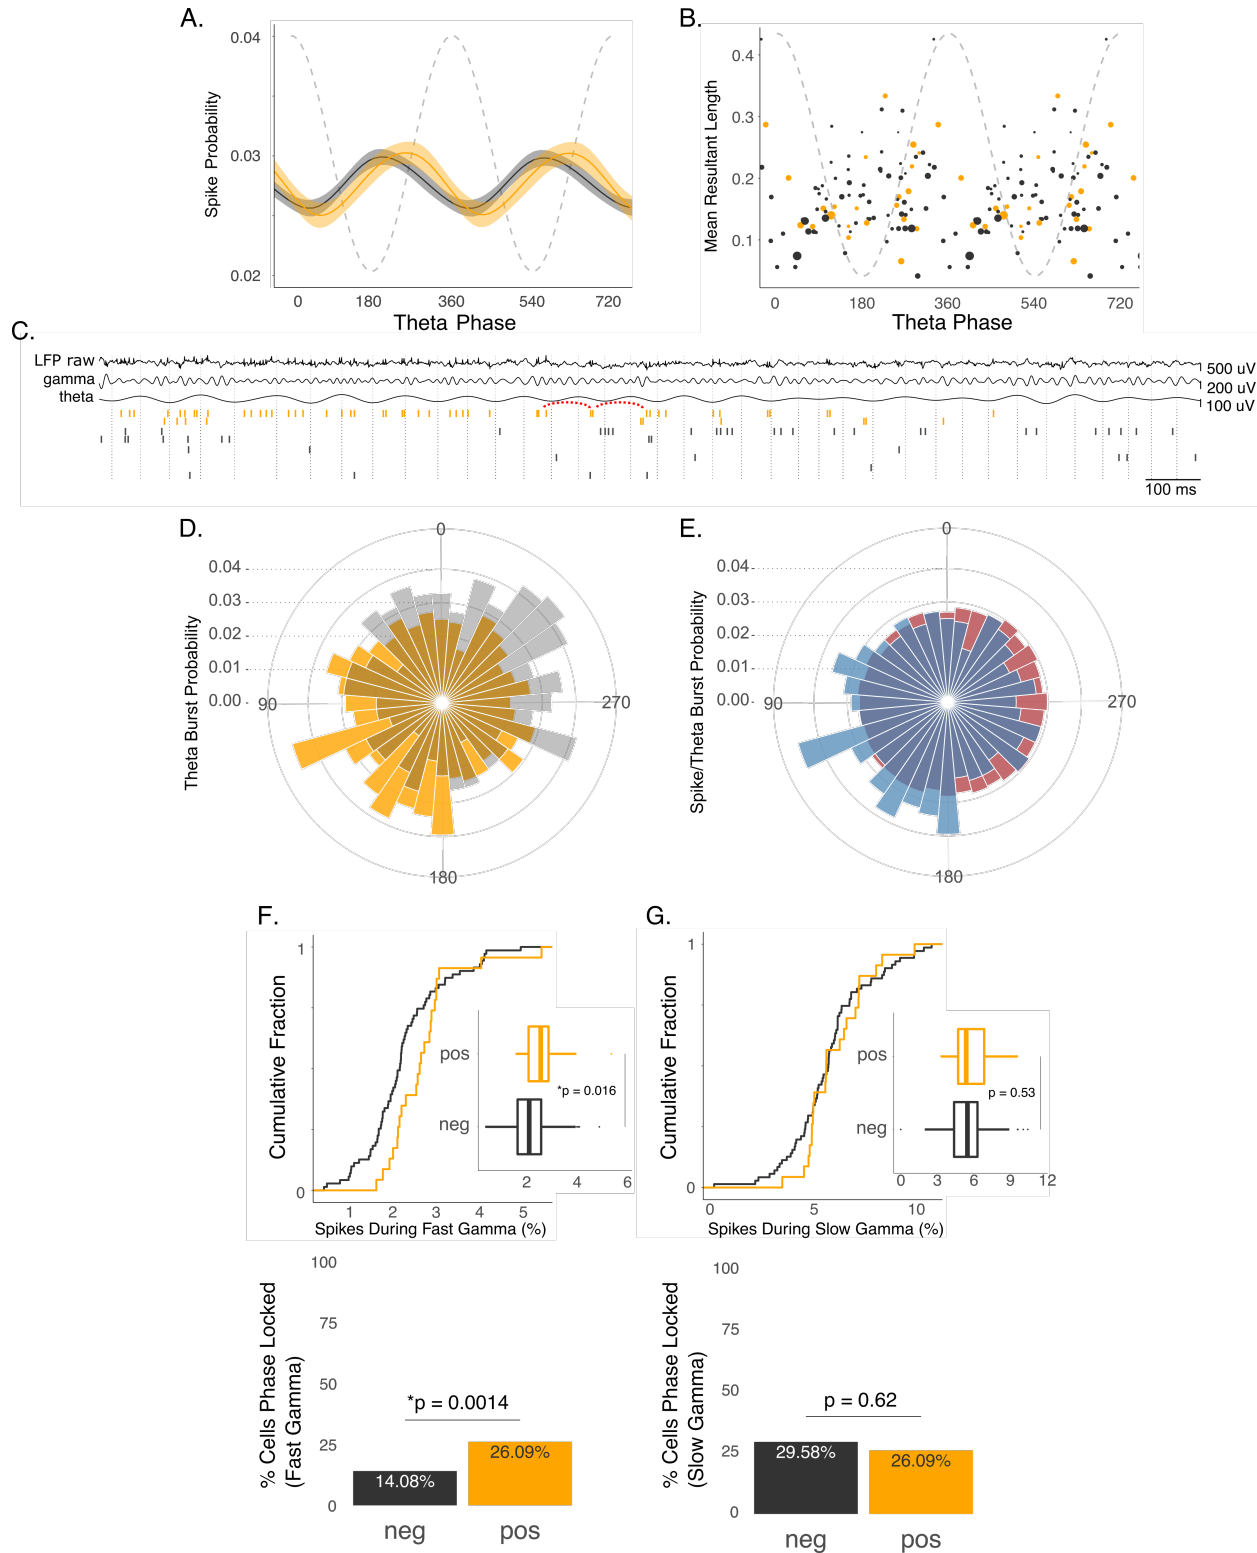 A.
0.04
0.03
0.02
Spike Probability
0 180 360 540 720
Theta Phase
B.
0.4
0.3
0.2
0.1
Mean Resultant Length
0 180 360 540 720
Theta Phase
C.
LFP raw
gamma
theta
500 uV
200 uV
100 uV
100 ms
D.
0
0.04
0.03
0.02
0.01
0.00
90
270
180
Theta Burst Probability
E.
0
0.04
0.03
0.02
0.01
0.00
90
270
180
Spike/Theta Burst Probability
F.
1
0
Cumulative Fraction
1 2 3 4 5
Spikes During Fast Gamma (%)
pos
neg
*p = 0.016
2 4 6
G.
1
0
Cumulative Fraction
0 5 10
Spikes During Slow Gamma (%)
pos
neg
p = 0.53
0 3 6 9 12
100
75
50
25
0
% Cells Phase Locked
(Fast Gamma)
*p = 0.0014
14.08%
26.09%
neg pos
100
75
50
25
0
% Cells Phase Locked
(Slow Gamma)
p = 0.62
29.58%
26.09%
neg pos